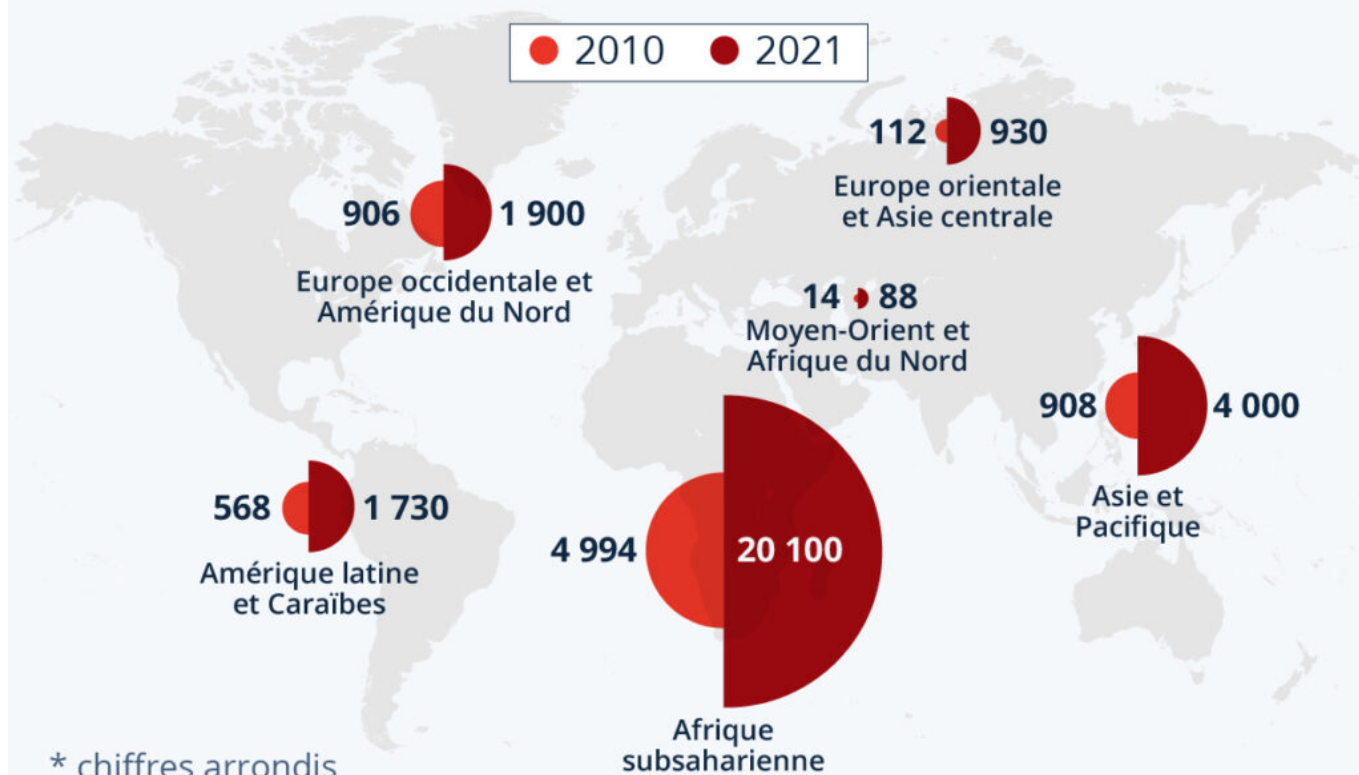 2010 2021
112 930
Europe orientale
et Asie centrale
906 1 900
Europe occidentale et
Amérique du Nord
14 88
Moyen-Orient et
Afrique du Nord
908 4 000
Asie et
Pacifique
568 1 730
Amérique latine
et Caraïbes
4 994 20 100
Afrique
subsaharienne
* chiffres arrondis